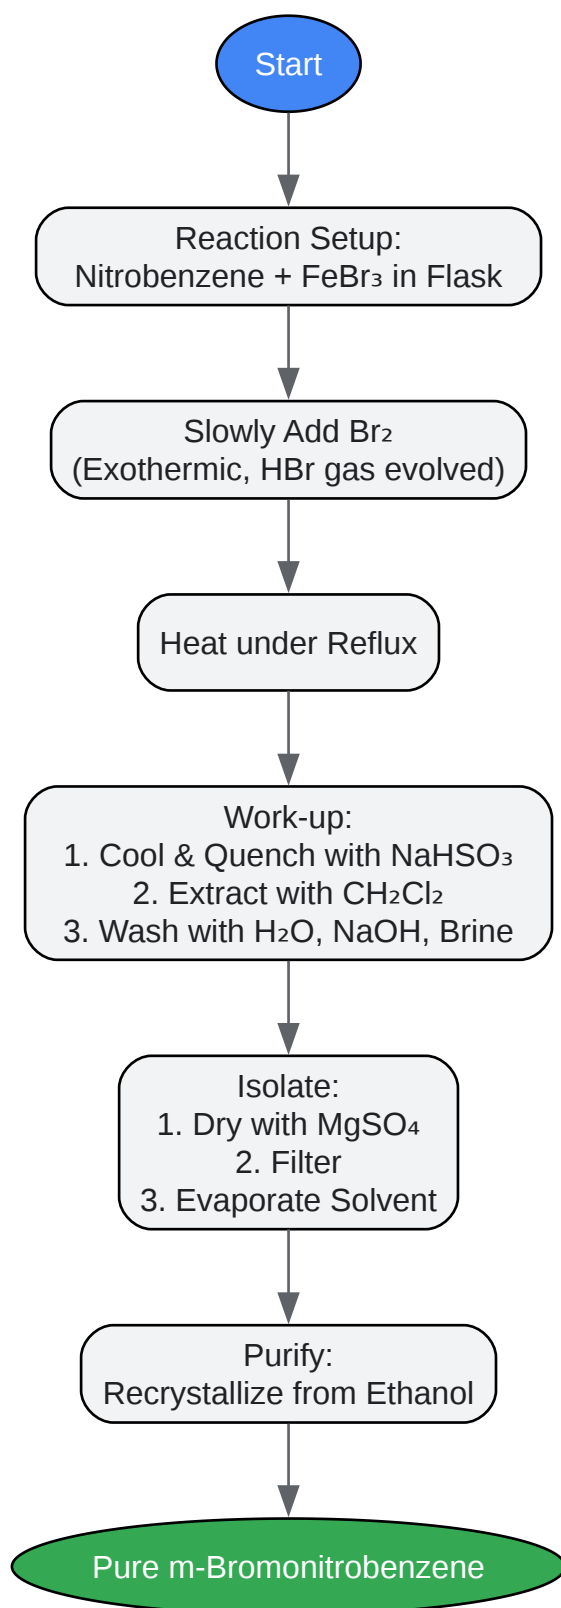 Start
Reaction Setup:
Nitrobenzene + FeBr₃ in Flask
Slowly Add Br₂
(Exothermic, HBr gas evolved)
Heat under Reflux
Work-up:
1. Cool & Quench with NaHSO₃
2. Extract with CH₂Cl₂
3. Wash with H₂O, NaOH, Brine
Isolate:
1. Dry with MgSO₄
2. Filter
3. Evaporate Solvent
Purify:
Recrystallize from Ethanol
Pure m-Bromonitrobenzene